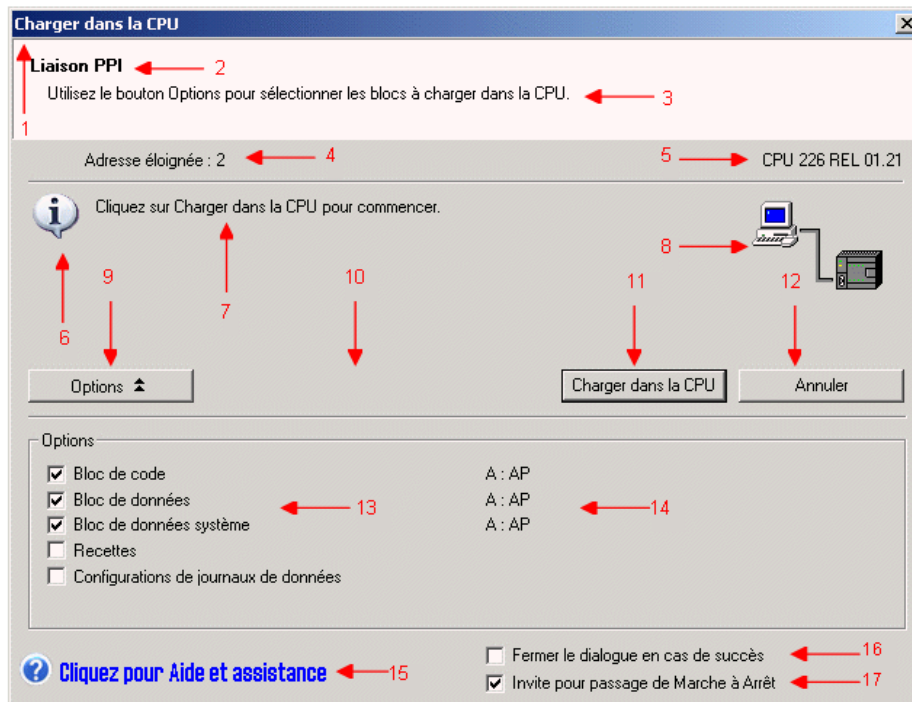 Charger dans la CPU
Liaison PPI 2
Utilisez le bouton Options pour sélectionner les blocs à charger dans la CPU. 3
1
Adresse éloignée : 2 4 5 CPU 226 REL 01.21
Cliquez sur Charger dans la CPU pour commencer.
8
9 10 11 12
6 7
Options Charger dans la CPU Annuler
Options
Bloc de code A : AP
Bloc de données A : AP
13 14
Bloc de données système A : AP
Recettes
Configurations de journaux de données
Cliquez pour Aide et assistance 15
Fermer le dialogue en cas de succès 16
Invite pour passage de Marche à Arrêt 17